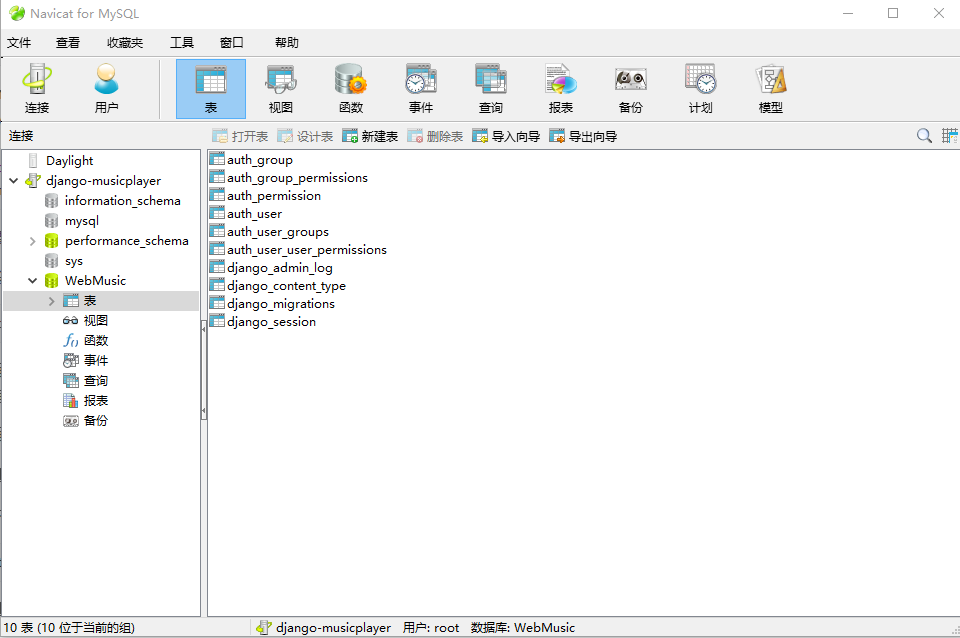 Navicat for MySQL
文件 查看 收藏夹 工具 窗口 帮助
连接 用户 表 视图 函数 事件 查询 报表 备份 计划 模型
连接 打开表 设计表 新建表 删除表 导入向导 导出向导
Daylight
django-musicplayer
information_schema
mysql
performance_schema
sys
WebMusic
表
视图
函数
事件
查询
报表
备份
auth_group
auth_group_permissions
auth_permission
auth_user
auth_user_groups
auth_user_user_permissions
django_admin_log
django_content_type
django_migrations
django_session
10 表 (10 位于当前的组) django-musicplayer 用户: root 数据库: WebMusic